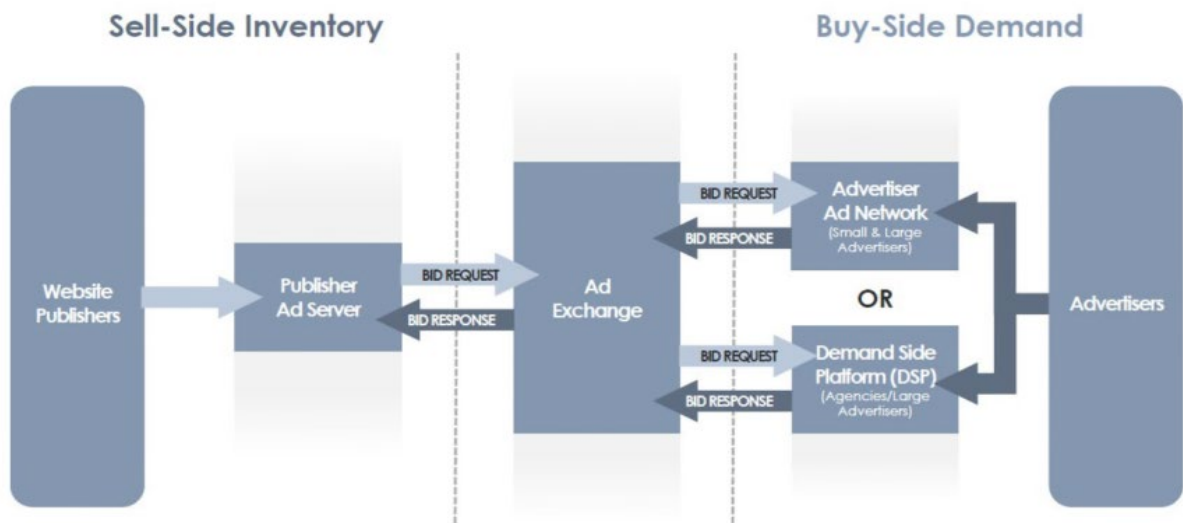 Sell-Side Inventory
Buy-Side Demand
Website
Publishers
Publisher
Ad Server
BID REQUEST
BID RESPONSE
Ad
Exchange
BID REQUEST
BID RESPONSE
BID REQUEST
BID RESPONSE
Advertiser
Ad Network
(Small & Large
Advertisers)
OR
Demand Side
Platform (DSP)
(Agencies/Large
Advertisers)
Advertisers